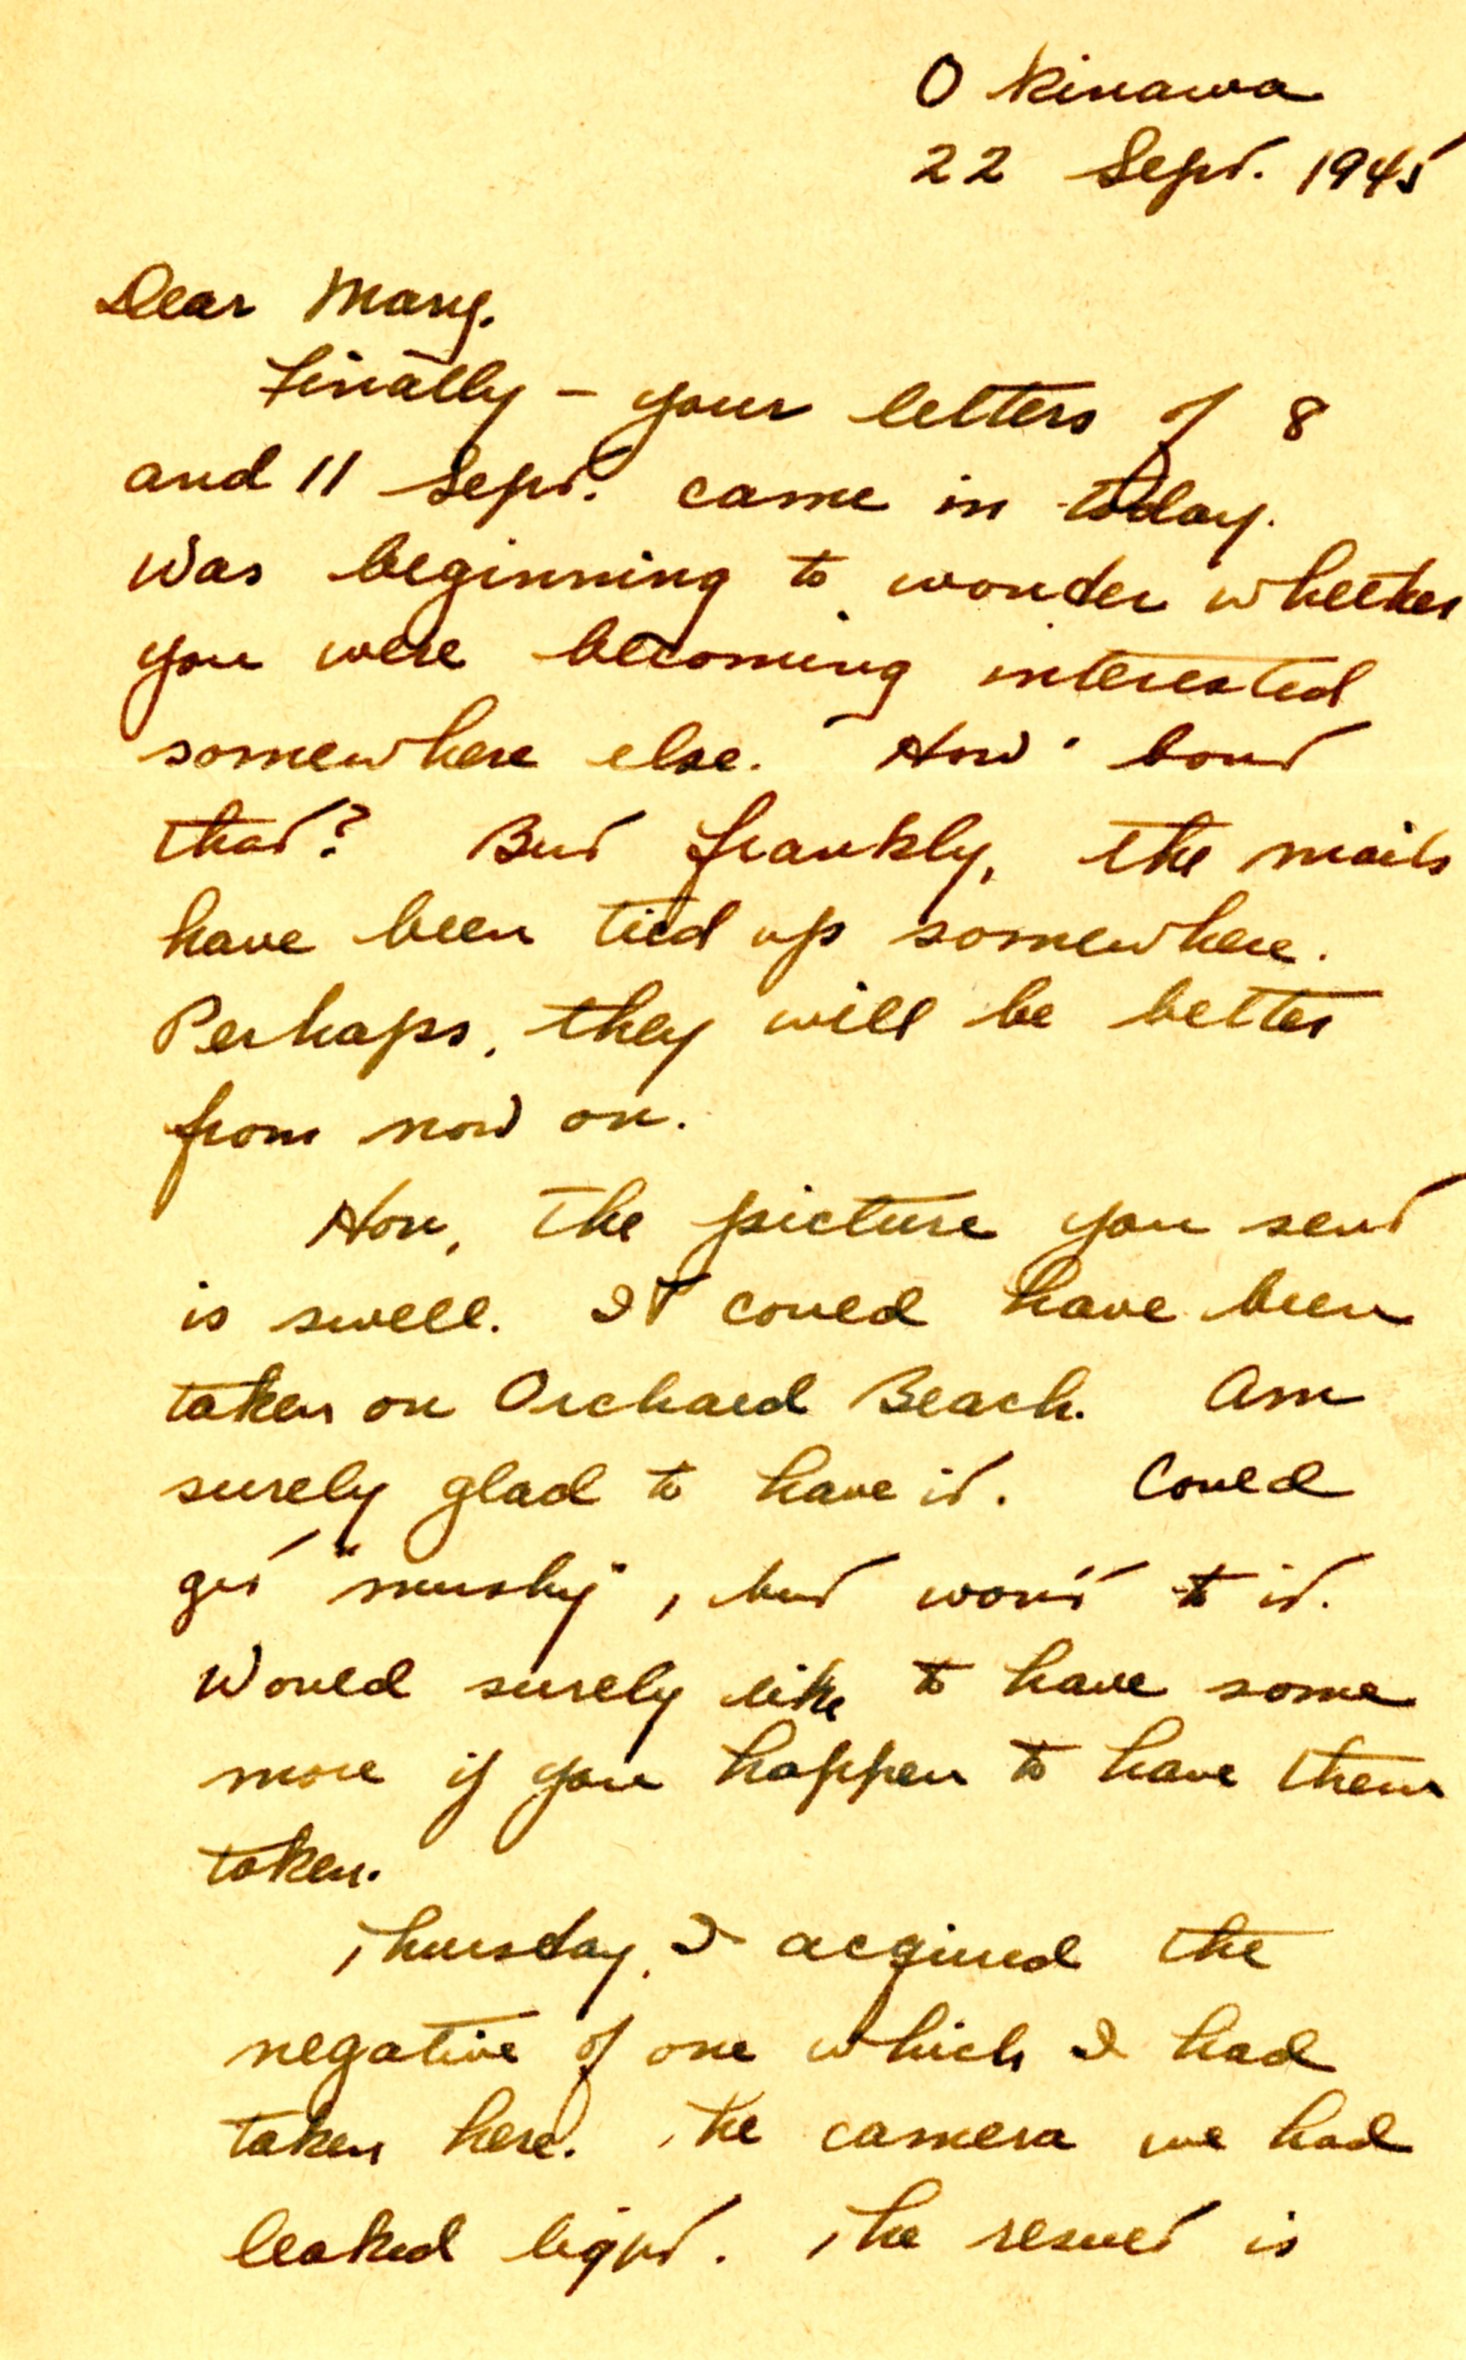 Okinawa
22 Sept. 1945
Dear Mary.
Finally - your letters of 8
and 11 Sept. came in today.
Was beginning to wonder whether
you were becoming interested
somewhere else. How 'bout
that? But frankly, the mails
have been tied up somewhere.
Perhaps, they will be better
from now on.
Hon, the picture you sent
is swell. It could have been
taken on Orchard Beach. Am
surely glad to have it. Could
get "mushy", but won't to it.
Would surely like to have some
more if you happen to have them
taken.
Thursday, I acquired the
negative of one which I had
taken here. The camera we had
leaked light. The result is